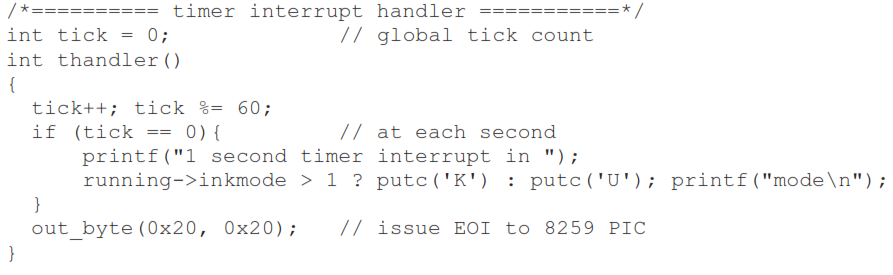 /*========== timer interrupt handler ===========*/
int tick = 0;              // global tick count
int thandler()
{
  tick++; tick %= 60;
  if (tick == 0){          // at each second
      printf("1 second timer interrupt in ");
      running->inkmode > 1 ? putc('K') : putc('U'); printf("mode\n");
  }
  out_byte(0x20, 0x20);   // issue EOI to 8259 PIC
}